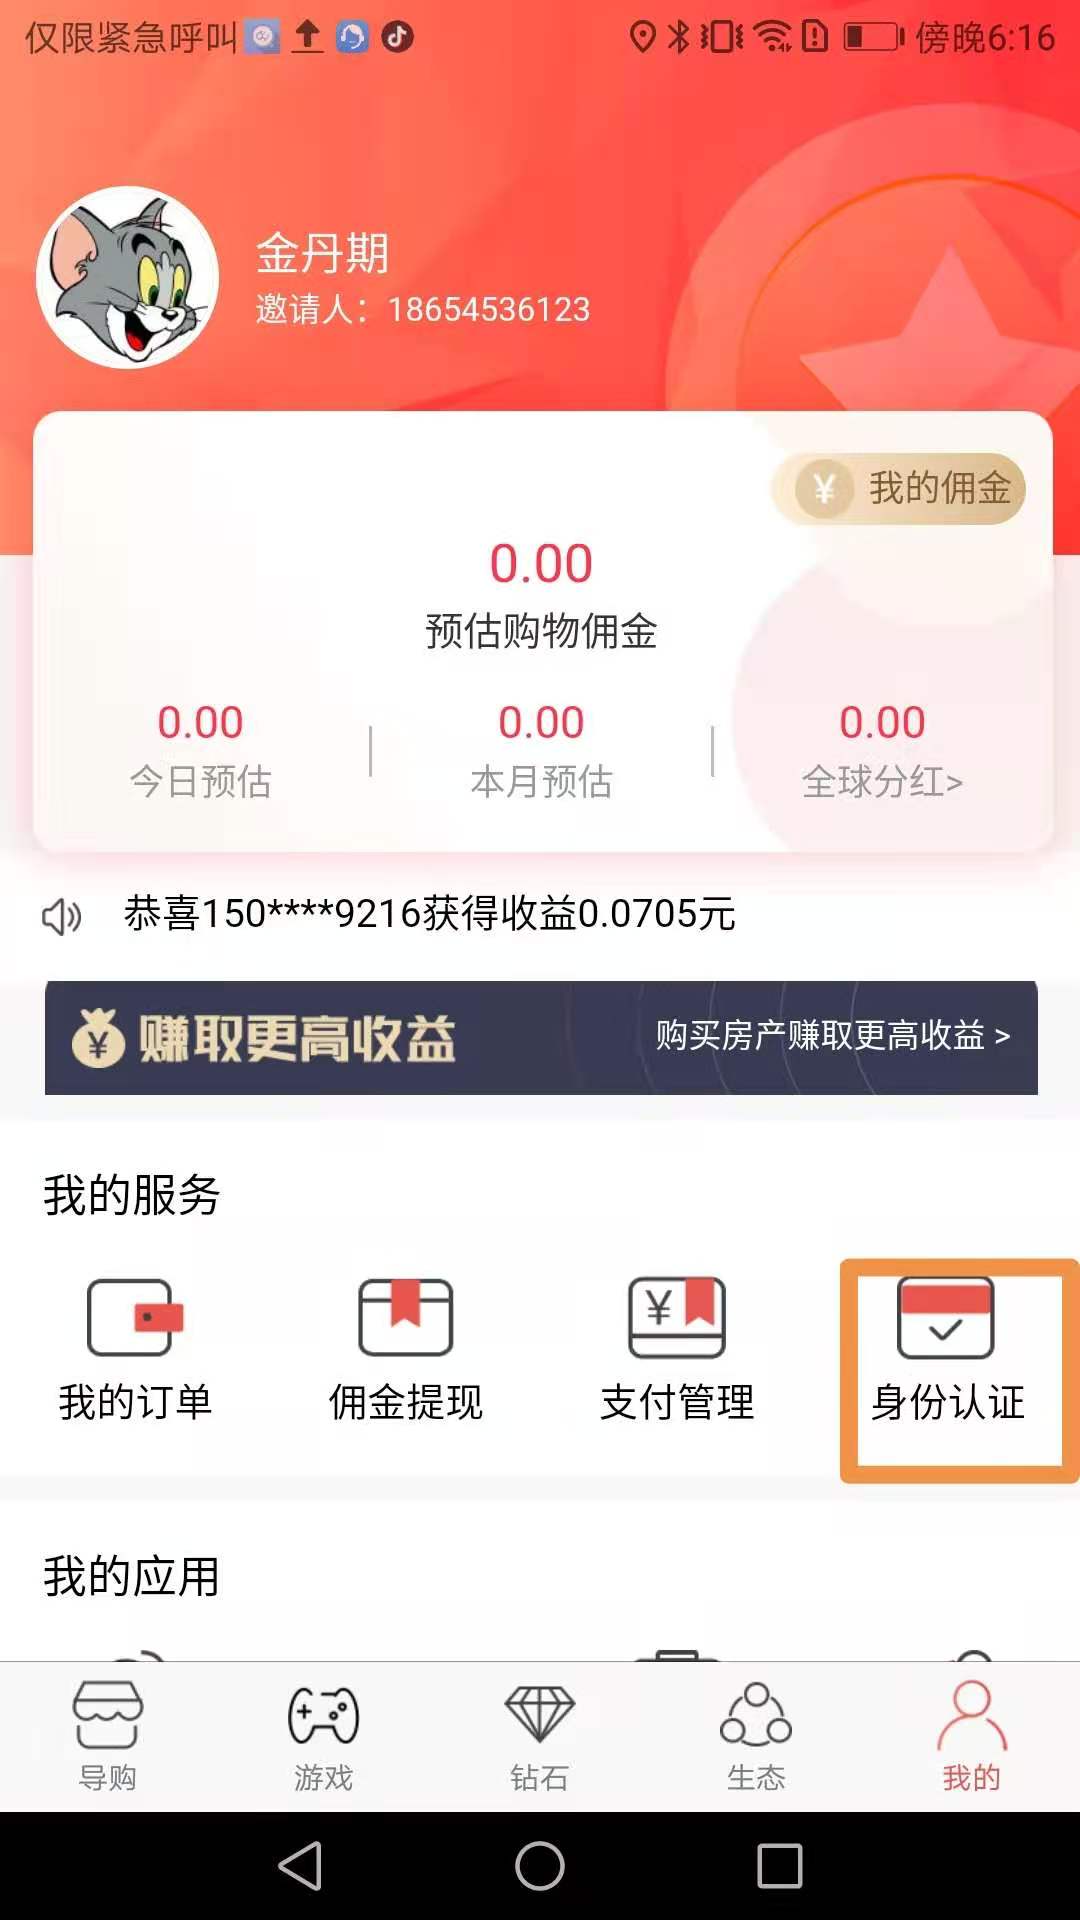 仅限紧急呼叫 傍晚6:16
金丹期
邀请人：18654536123
¥ 我的佣金
0.00
预估购物佣金
0.00 0.00 0.00
今日预估 本月预估 全球分红>
恭喜150****9216获得收益0.0705元
¥ 赚取更高收益 购买房产赚取更高收益 >
我的服务
¥
我的订单 佣金提现 支付管理 身份认证
我的应用
导购 游戏 钻石 生态 我的